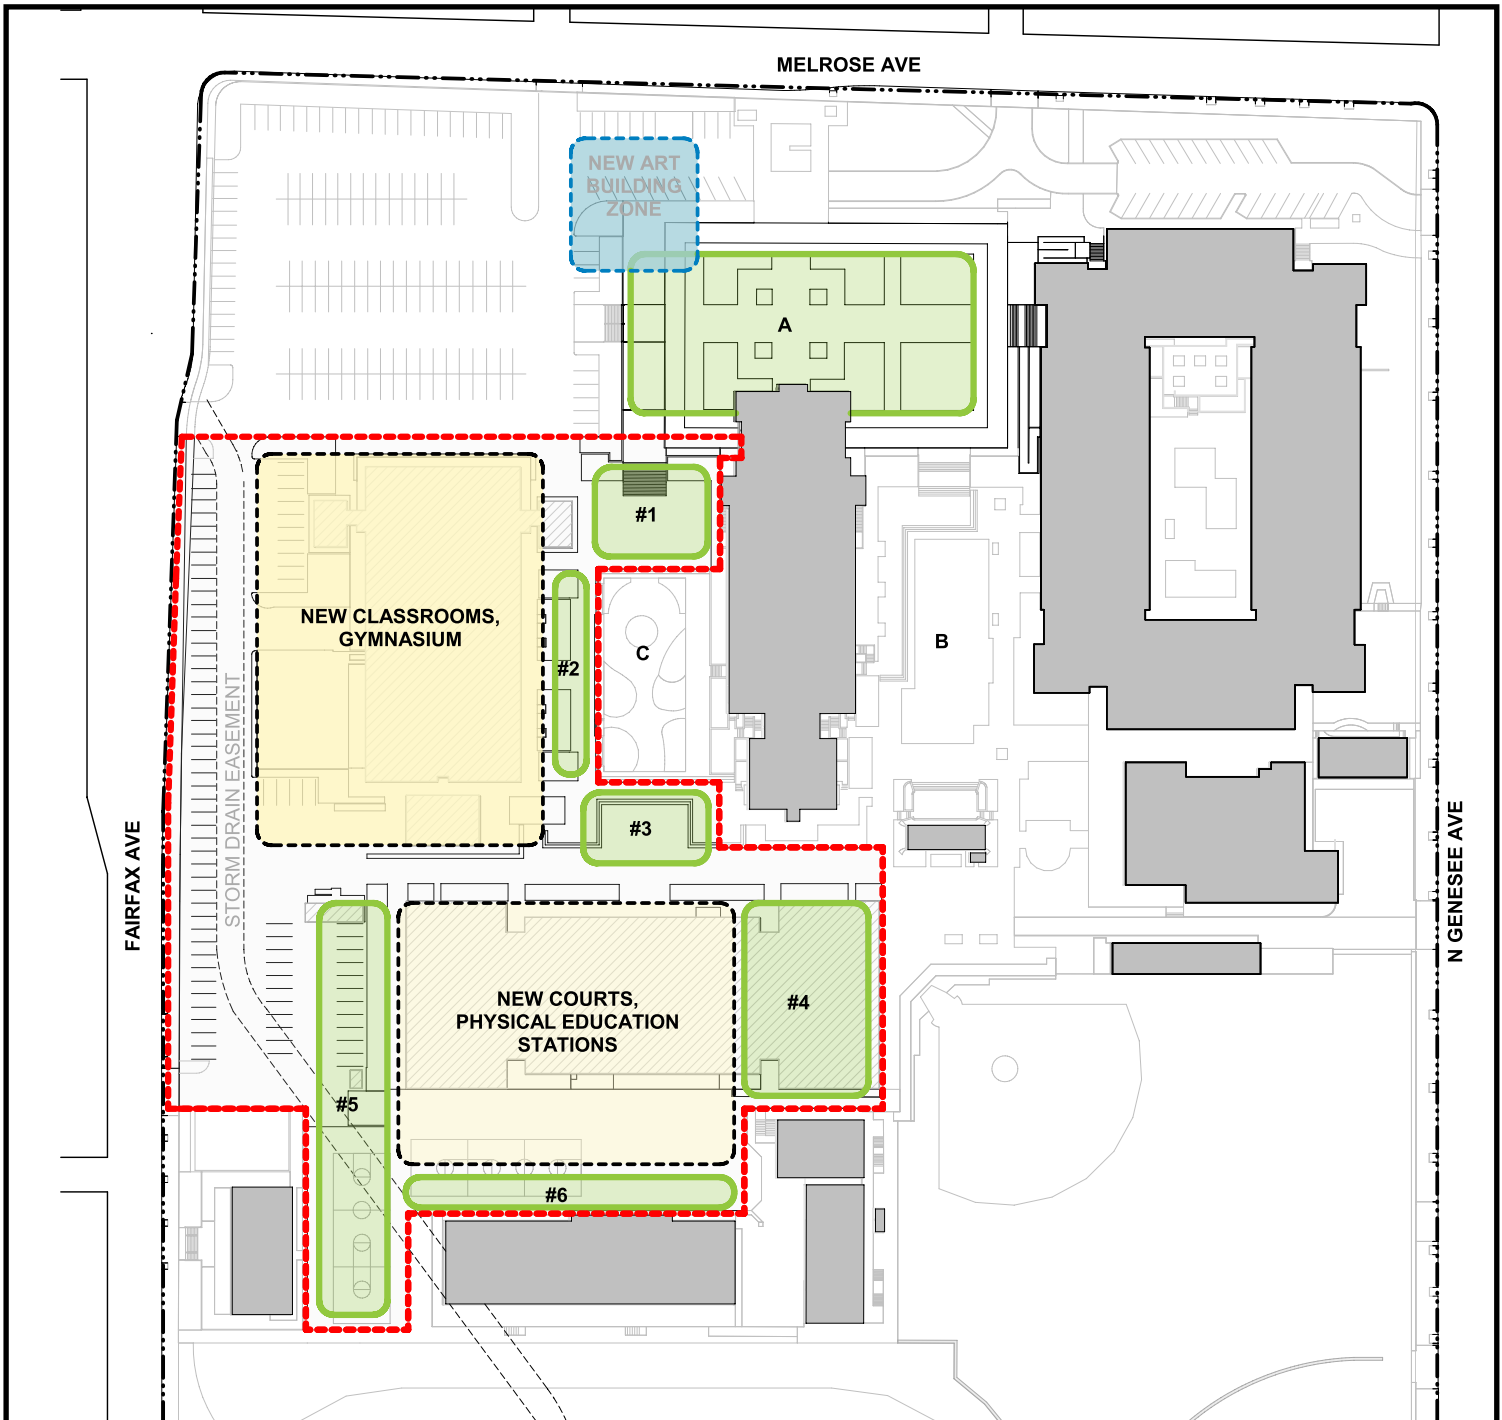 MELROSE AVE
NEW ART
BUILDING
ZONE
A
#1
NEW CLASSROOMS,
GYMNASIUM
#2
C
B
STORM DRAIN EASEMENT
#3
FAIRFAX AVE
N GENESEE AVE
NEW COURTS,
PHYSICAL EDUCATION
STATIONS
#4
#5
#6